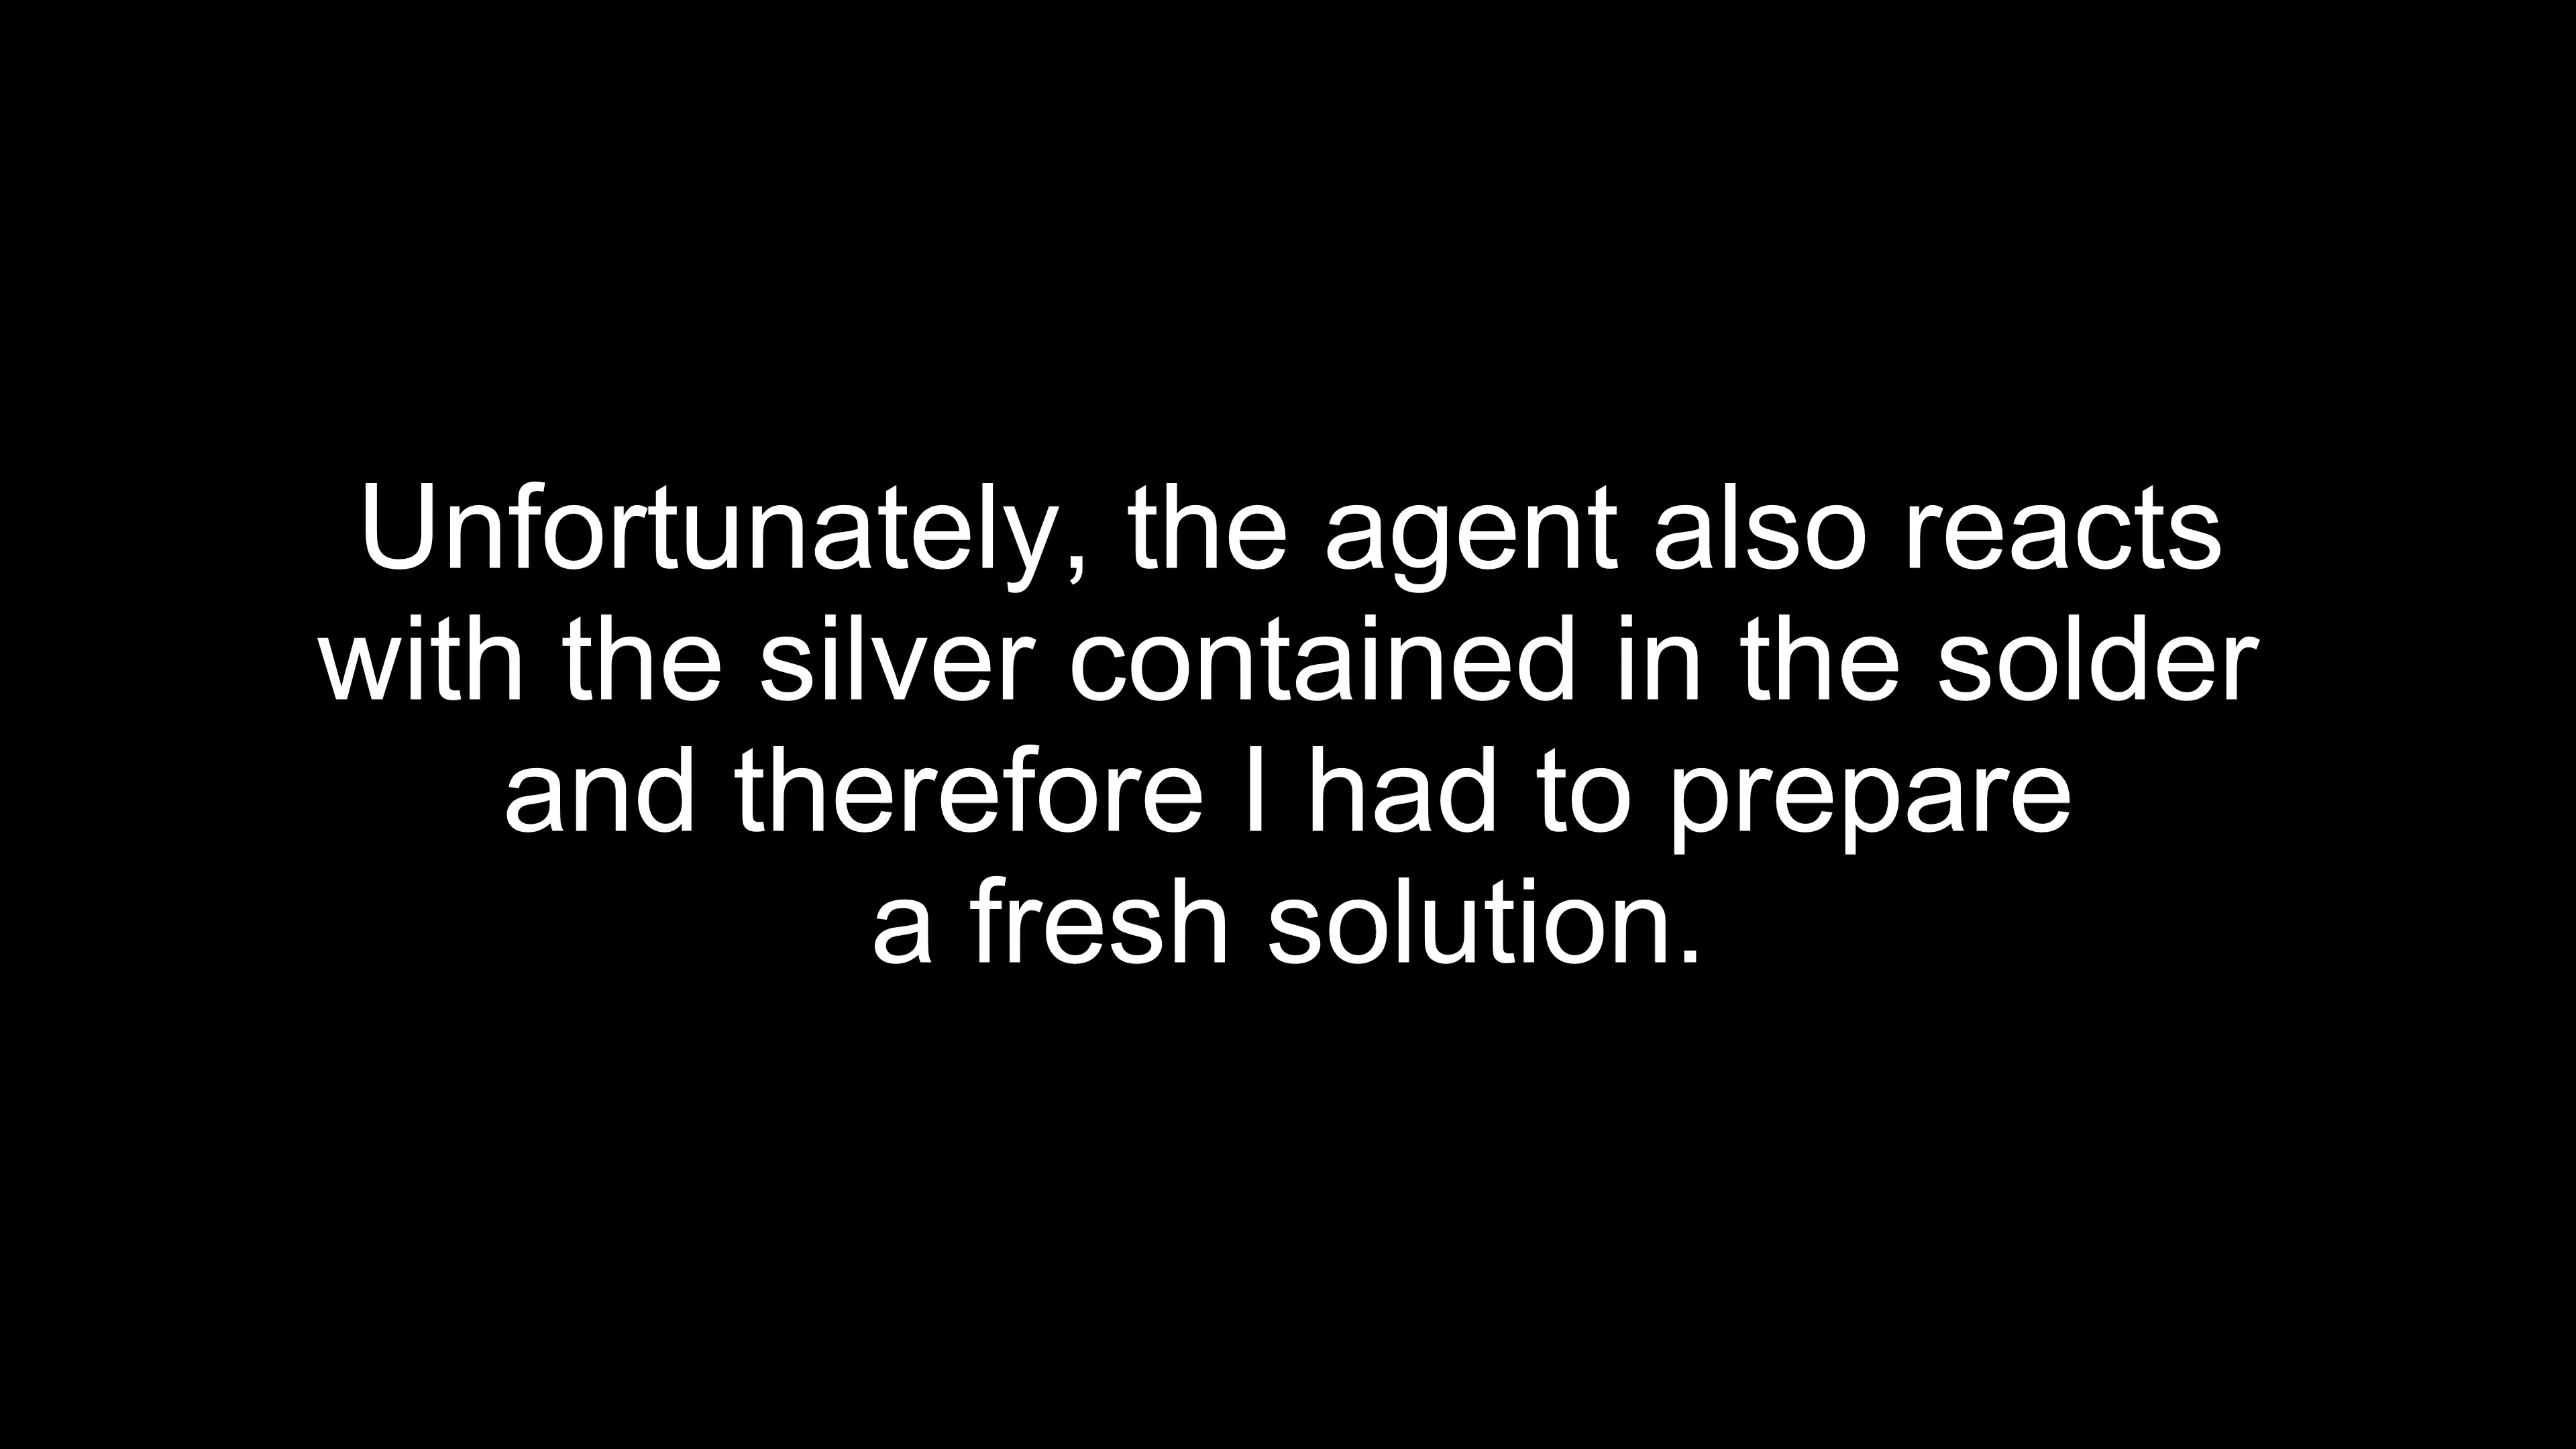 Unfortunately, the agent also reacts
with the silver contained in the solder
and therefore I had to prepare
a fresh solution.